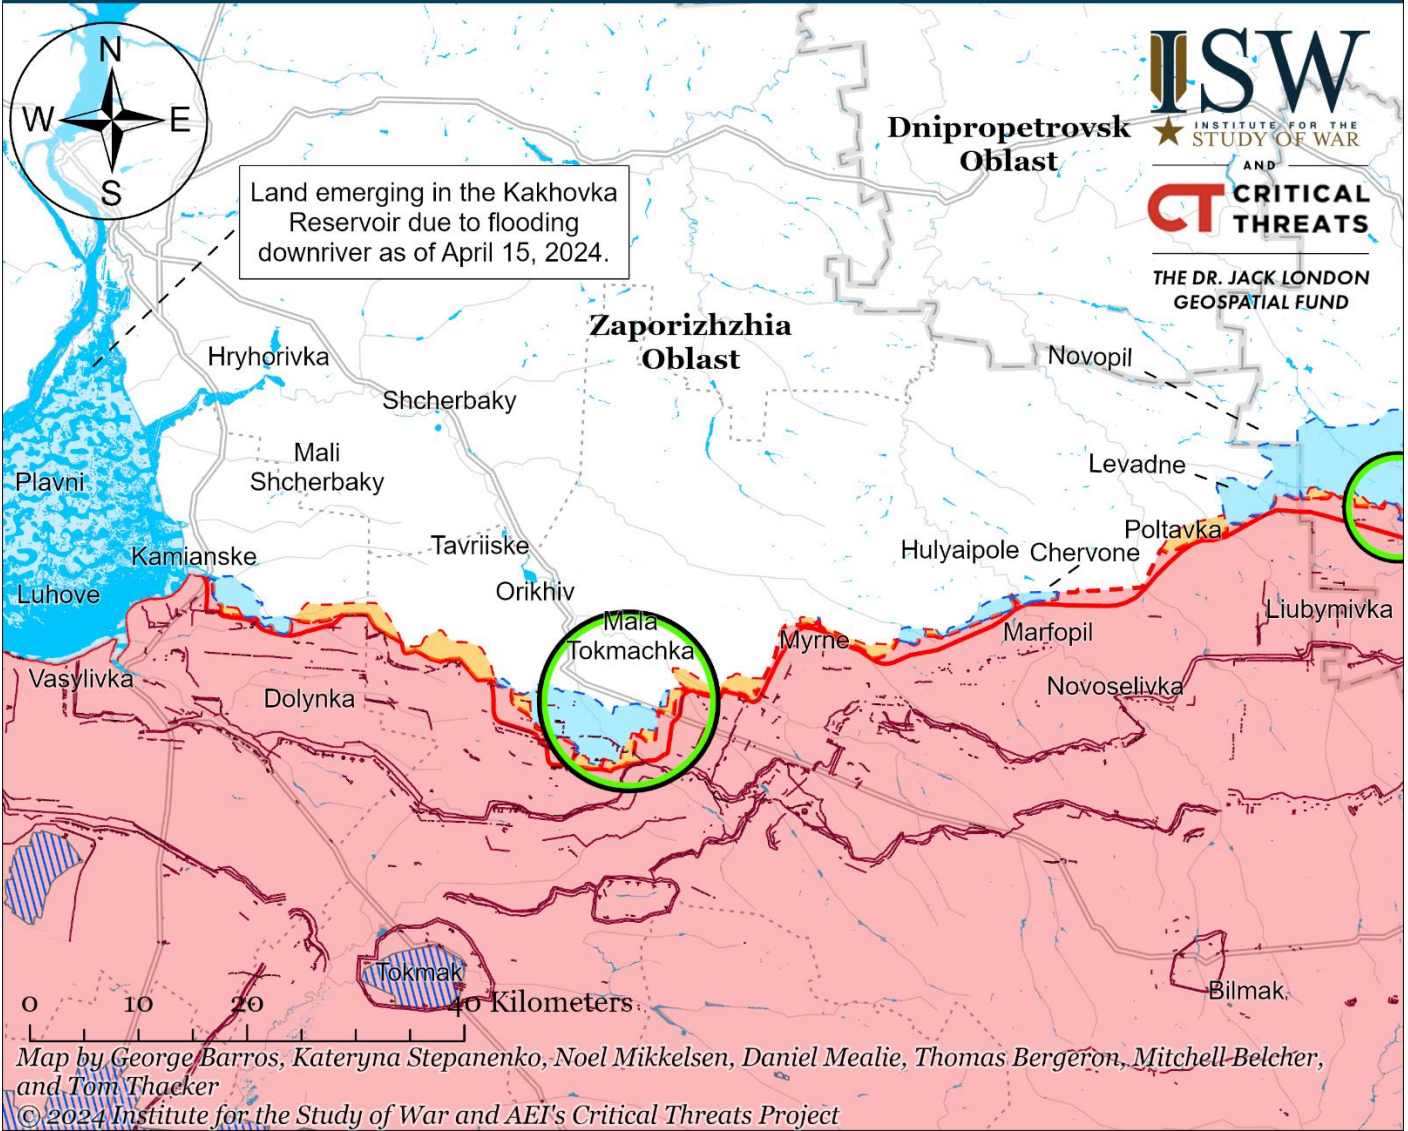 N
W
E
S
ISW
INSTITUTE FOR THE
STUDY OF WAR
AND
CT CRITICAL
THREATS
THE DR. JACK LONDON
GEOSPATIAL FUND
Dnipropetrovsk
Oblast
Land emerging in the Kakhovka
Reservoir due to flooding
downriver as of April 15, 2024.
Zaporizhzhia
Oblast
Hryhorivka
Novopil
Shcherbaky
Mali
Shcherbaky
Levadne
Plavni
Poltavka
Tavriiske
Hulyaipole
Chervone
Kamianske
Orikhiv
Luhove
Liubymivka
Mala
Tokmachka
Myrne
Marfopil
Vasylivka
Dolynka
Novoselivka
Tokmak
Bilmak
0 10 20 40 Kilometers
Map by George Barros, Kateryna Stepanenko, Noel Mikkelsen, Daniel Mealie, Thomas Bergeron, Mitchell Belcher,
and Tom Thacker
© 2024 Institute for the Study of War and AEI's Critical Threats Project